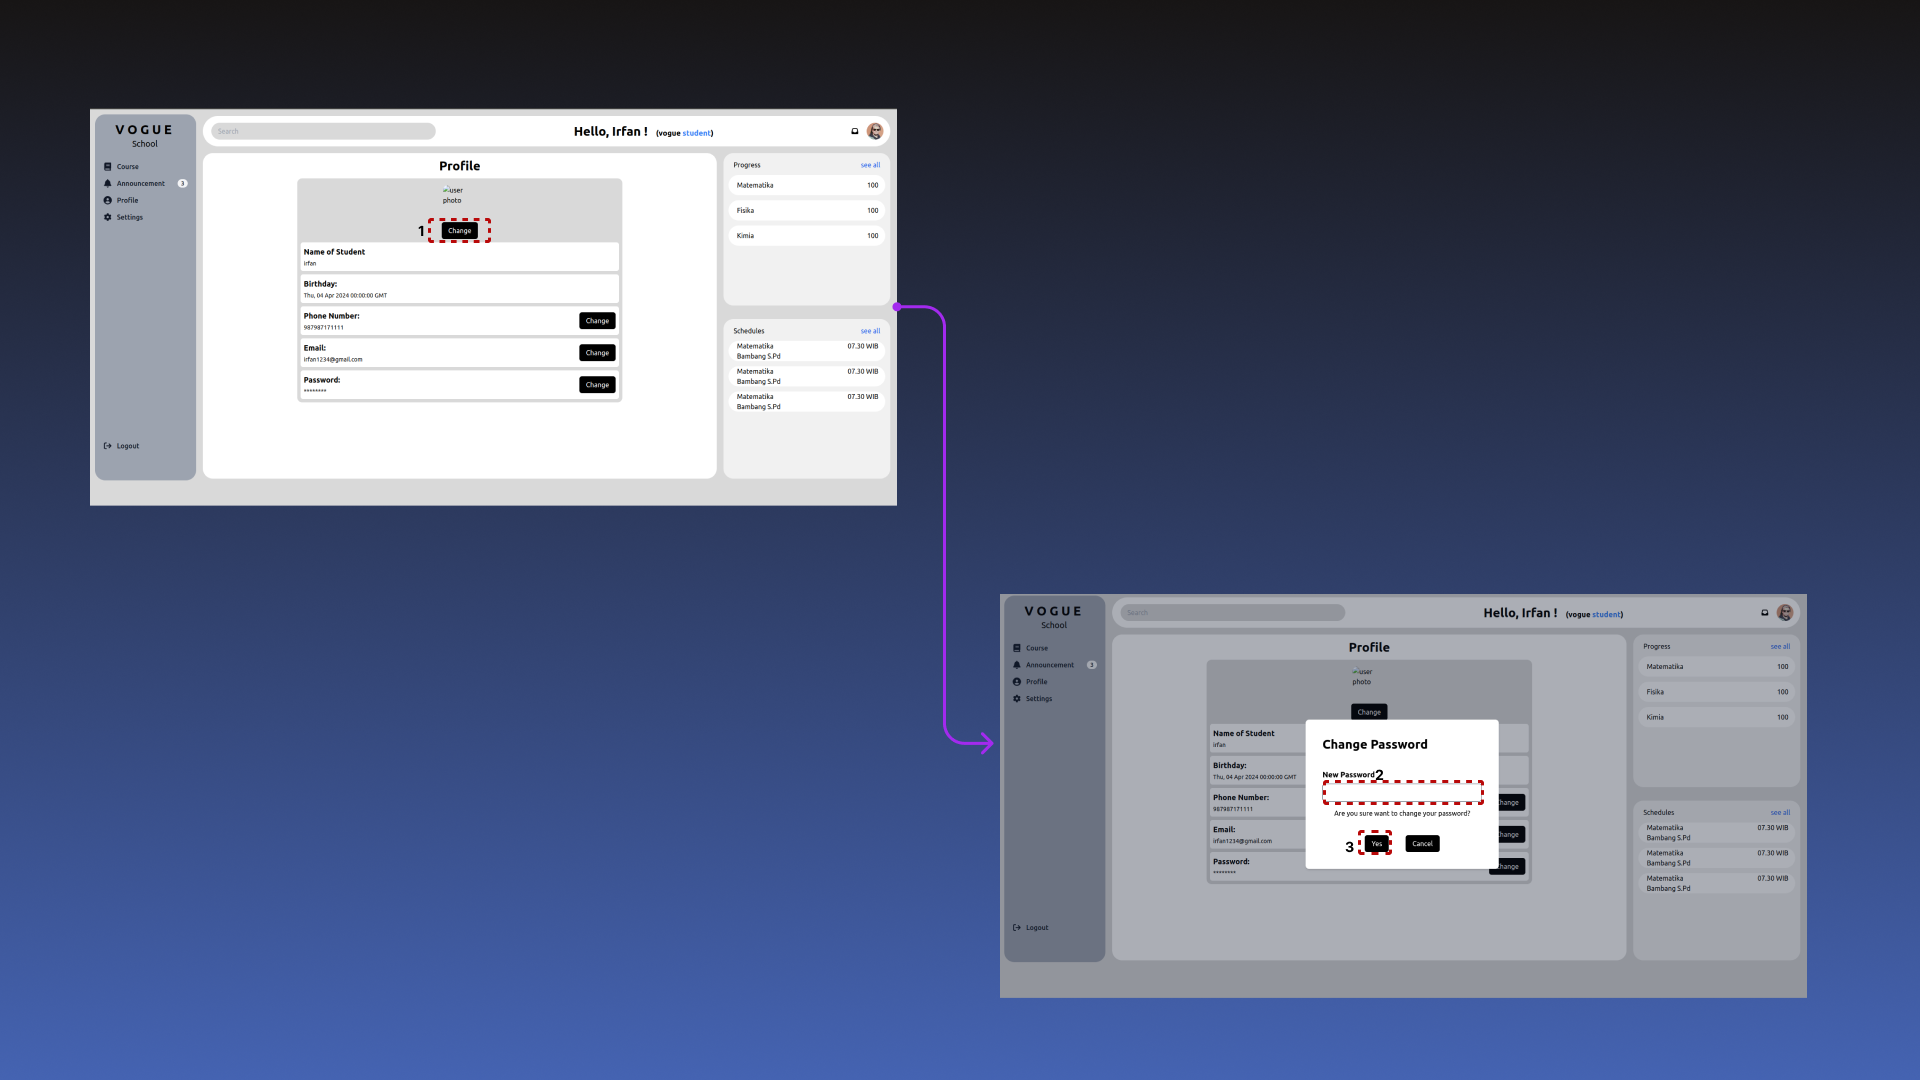 VOGUE
School
Course
Announcement 3
Profile
Settings
Logout
Search
Hello, Irfan ! (vogue student)
Profile
user
photo
1 Change
Name of Student
irfan
Birthday:
Thu, 04 Apr 2024 00:00:00 GMT
Phone Number:
987987171111
Change
Email:
irfan1234@gmail.com
Change
Password:
********
Change
Progress see all
Matematika 100
Fisika 100
Kimia 100
Schedules see all
Matematika 07.30 WIB
Bambang S.Pd
Matematika 07.30 WIB
Bambang S.Pd
Matematika 07.30 WIB
Bambang S.Pd
VOGUE
School
Course
Announcement 3
Profile
Settings
Logout
Search
Hello, Irfan ! (vogue student)
Profile
user
photo
Change
Name of Student
irfan
Birthday:
Thu, 04 Apr 2024 00:00:00 GMT
Phone Number:
987987171111
Change
Email:
irfan1234@gmail.com
Change
Password:
********
Change
Change Password
New Password 2
Are you sure want to change your password?
3 Yes Cancel
Progress see all
Matematika 100
Fisika 100
Kimia 100
Schedules see all
Matematika 07.30 WIB
Bambang S.Pd
Matematika 07.30 WIB
Bambang S.Pd
Matematika 07.30 WIB
Bambang S.Pd